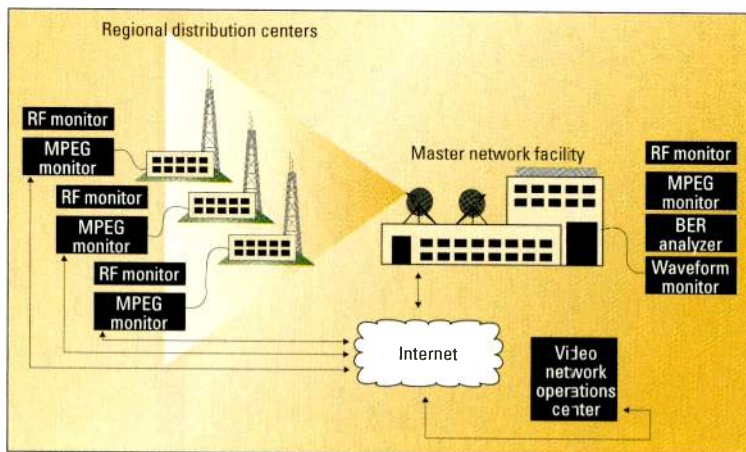 Regional distribution centers
RF monitor
MPEG
monitor
RF monitor
MPEG
monitor
RF monitor
MPEG
monitor
Master network facility
RF monitor
MPEG
monitor
BER
analyzer
Waveform
monitor
Internet
Video
network
operations
center